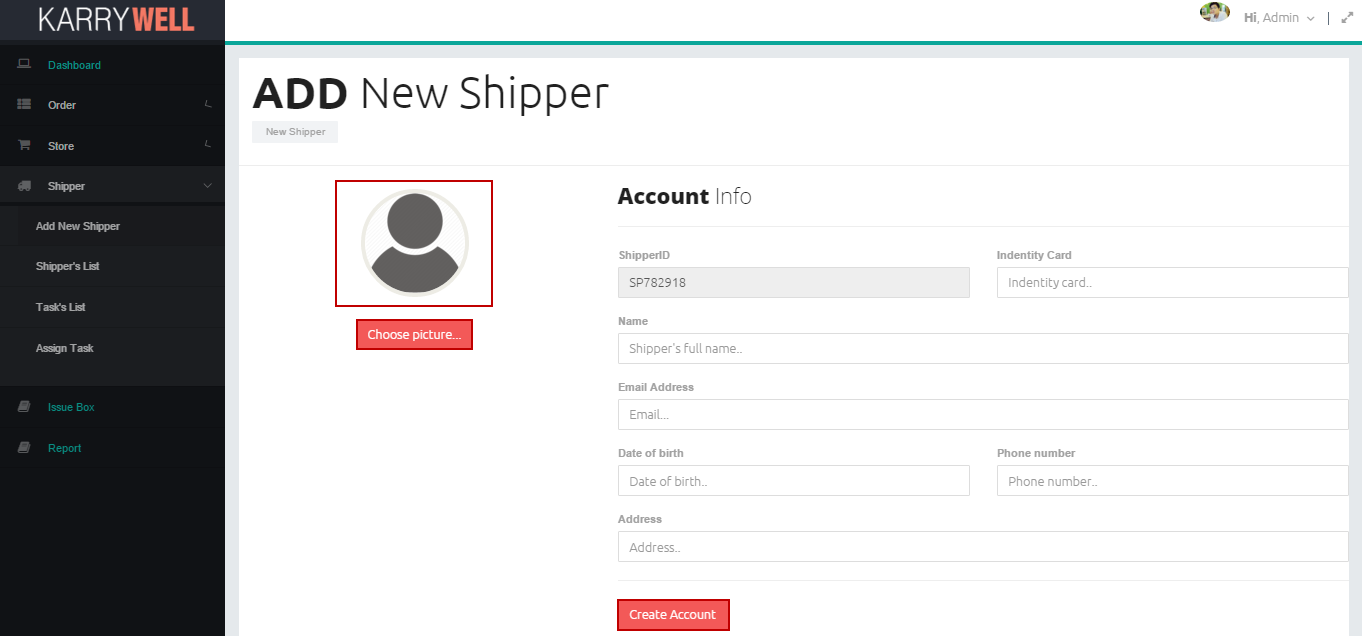 KARRYWELL
Hi, Admin
Dashboard
Order
Store
Shipper
Add New Shipper
Shipper's List
Task's List
Assign Task
Issue Box
Report
ADD New Shipper
New Shipper
Choose picture...
Account Info
ShipperID
Indentity Card
SP782918
Indentity card..
Name
Shipper's full name..
Email Address
Email...
Date of birth
Phone number
Date of birth..
Phone number..
Address
Address..
Create Account